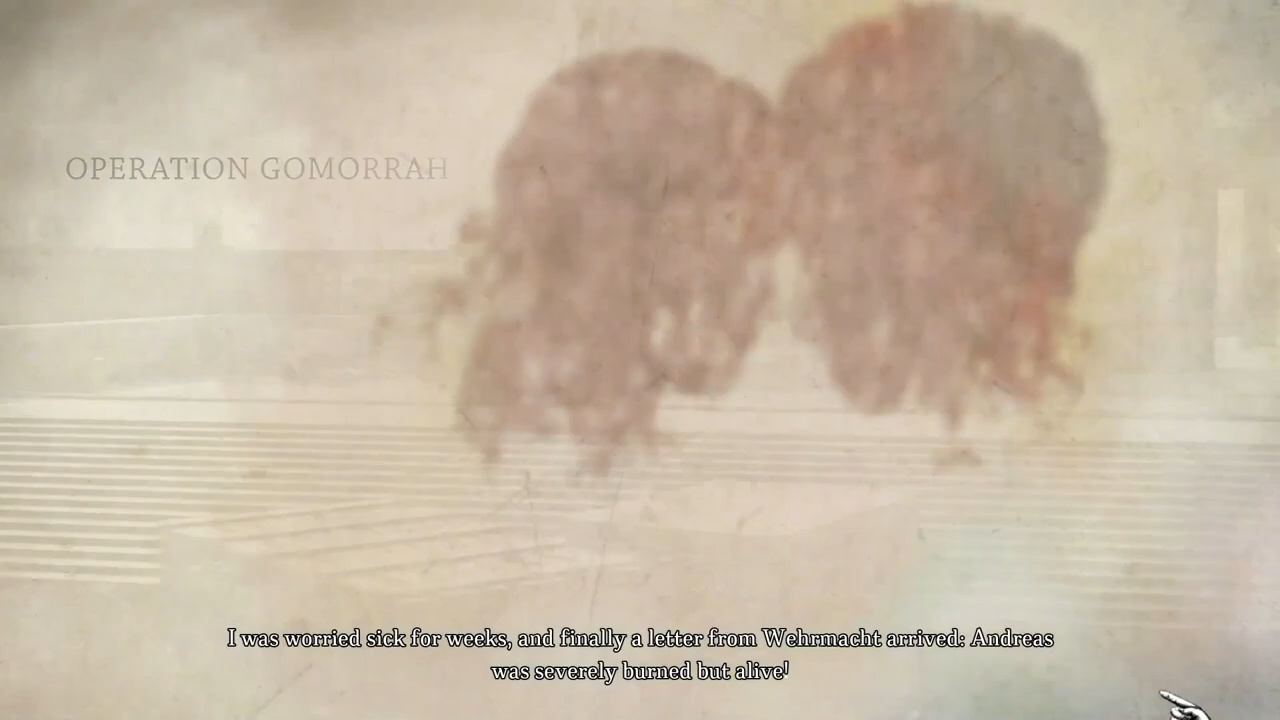 OPERATION GOMORRAH
I was worried sick for weeks, and finally a letter from Wehrmacht arrived: Andreas
was severely burned but alive!